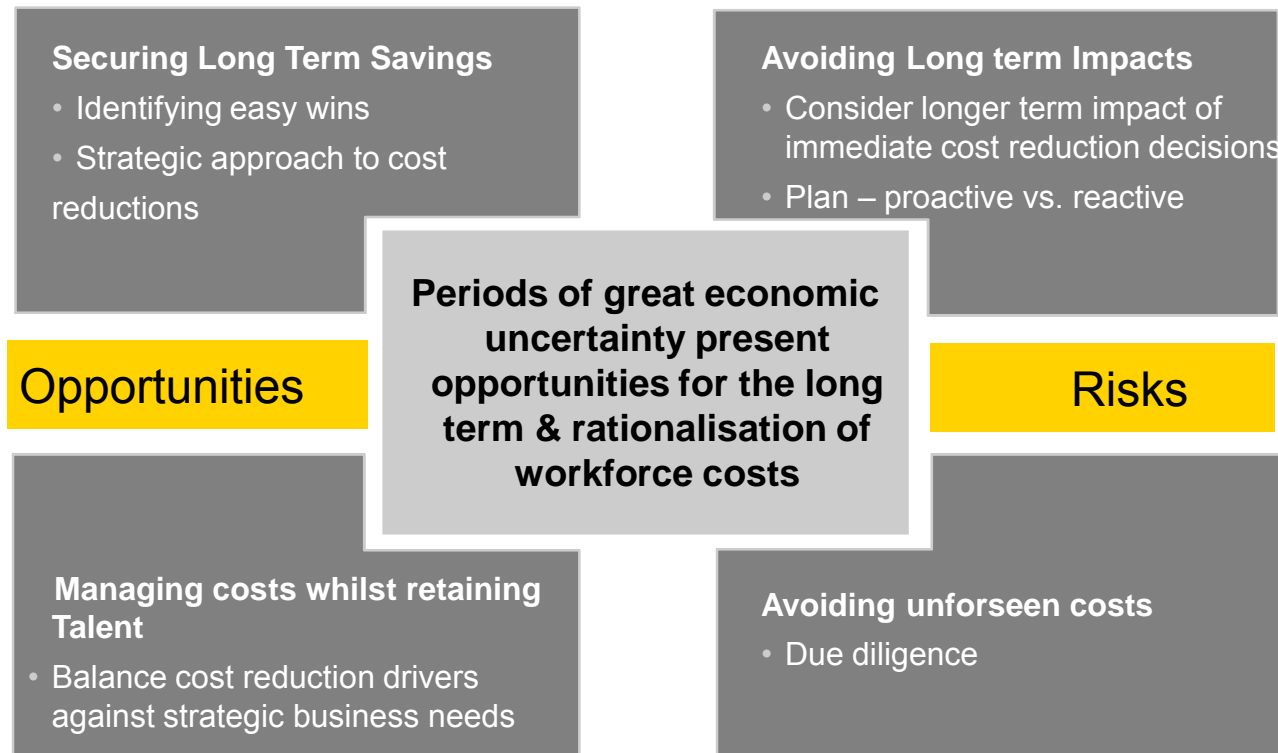 Securing Long Term Savings
• Identifying easy wins
• Strategic approach to cost
reductions
Avoiding Long term Impacts
• Consider longer term impact of
immediate cost reduction decisions
• Plan – proactive vs. reactive
Periods of great economic
uncertainty present
opportunities for the long
term & rationalisation of
workforce costs
Opportunities
Risks
Managing costs whilst retaining
Talent
• Balance cost reduction drivers
against strategic business needs
Avoiding unforseen costs
• Due diligence